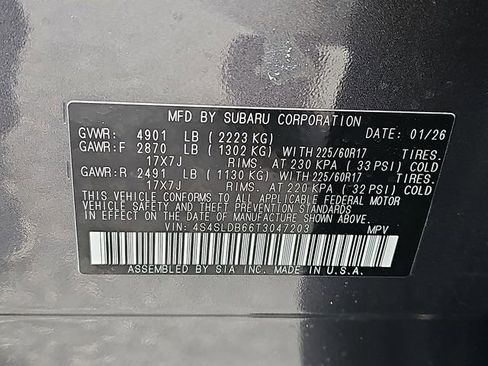 MFD BY SUBARU CORPORATION
GVWR: 4901 LB ( 2223 KG) DATE: 01/26
GAWR:F 2870 LB ( 1302 KG) WITH 225/60R17 TIRES.
17X7J RIMS. AT 230 KPA ( 33 PSI) COLD
GAWR:R 2491 LB ( 1130 KG) WITH 225/60R17 TIRES.
17X7J RIMS. AT 220 KPA ( 32 PSI) COLD
THIS VEHICLE CONFORMS TO ALL APPLICABLE FEDERAL MOTOR
VEHICLE SAFETY, BUMPER, AND THEFT PREVENTION STANDARDS
IN EFFECT ON THE DATE OF MANUFACTURE SHOWN ABOVE.
VIN: 4S4SLDB66T3047203 MPV
ASSEMBLED BY SIA INC. MADE IN U.S.A.